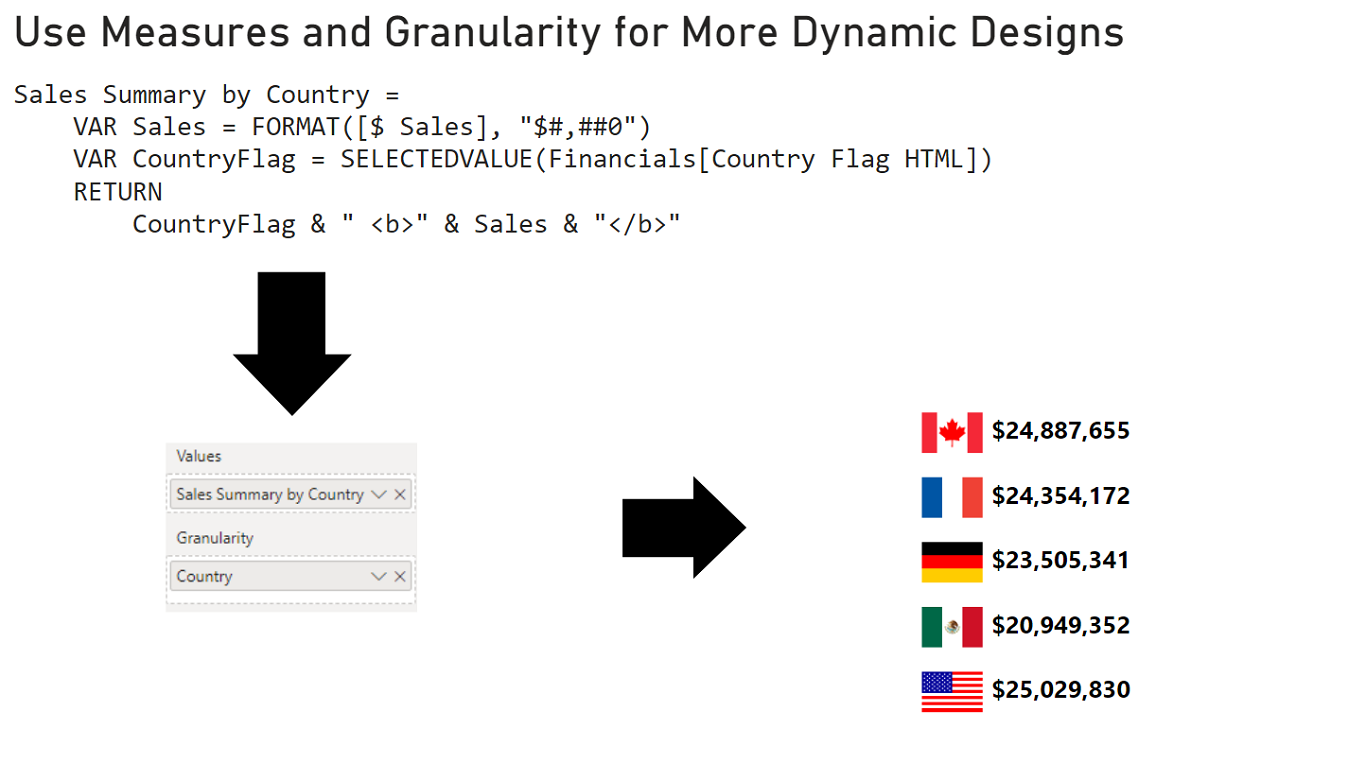 Use Measures and Granularity for More Dynamic Designs
Sales Summary by Country =
    VAR Sales = FORMAT([$ Sales], "$#,##0")
    VAR CountryFlag = SELECTEDVALUE(Financials[Country Flag HTML])
    RETURN
        CountryFlag & " <b>" & Sales & "</b>"
Values
Sales Summary by Country
Granularity
Country
$24,887,655
$24,354,172
$23,505,341
$20,949,352
$25,029,830